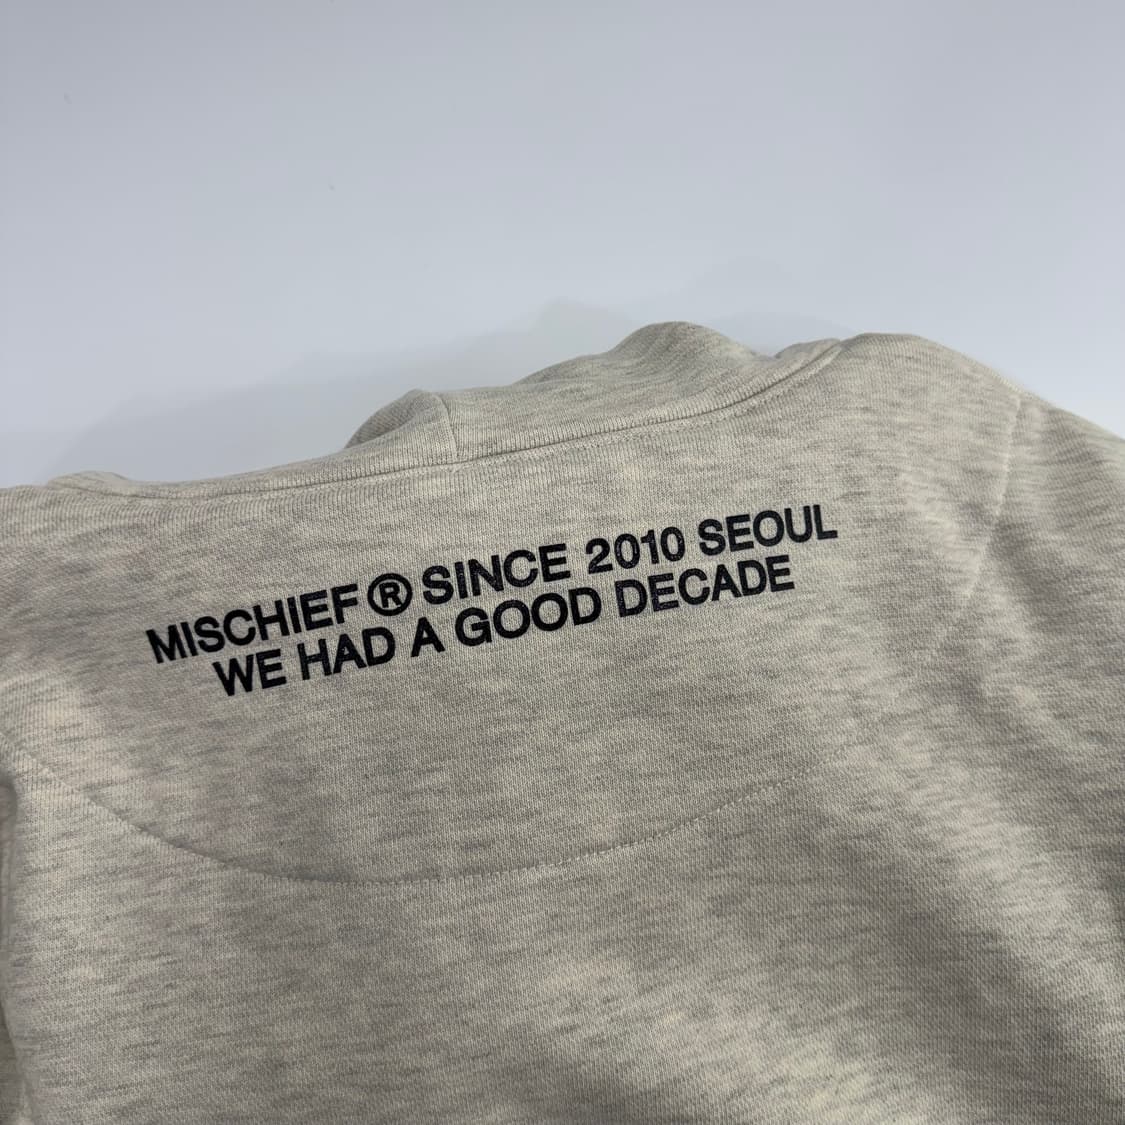 MISCHIEF® SINCE 2010 SEOUL
WE HAD A GOOD DECADE